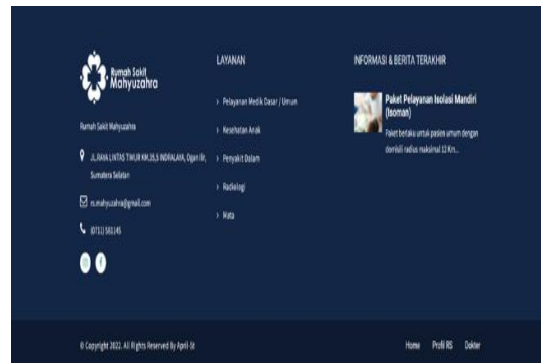 Rumah Sakit
Mahyuzahra
Rumah Sakit Mahyuzahra
JL.RAYA LINTAS TIMUR KM.35,5 INDRALAYA, Ogan Ilir,
Sumatera Selatan
rs.mahyuzahra@gmail.com
(0711) 581145
LAYANAN
› Pelayanan Medik Dasar / Umum
› Kesehatan Anak
› Penyakit Dalam
› Radiologi
› Mata
INFORMASI & BERITA TERAKHIR
Paket Pelayanan Isolasi Mandiri
(Isoman)
Paket berlaku untuk pasien umum dengan
domisili radius maksimal 12 Km...
© Copyright 2022. All Rights Reserved By April-St
Home Profil RS Dokter